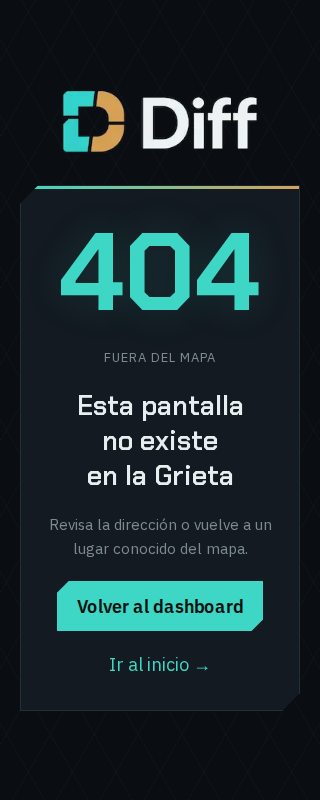 Diff
404
FUERA DEL MAPA
Esta pantalla
no existe
en la Grieta
Revisa la dirección o vuelve a un
lugar conocido del mapa.
Volver al dashboard
Ir al inicio →